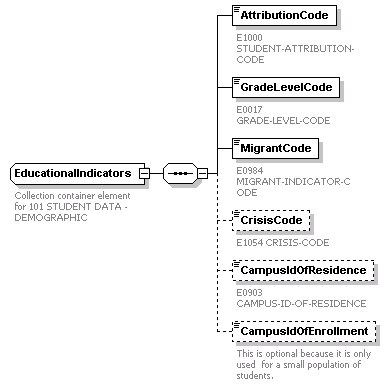 AttributionCode
E1000
STUDENT-ATTRIBUTION-
CODE
GradeLevelCode
E0017
GRADE-LEVEL-CODE
MigrantCode
E0984
MIGRANT-INDICATOR-C
ODE
EducationalIndicators
Collection container element
for 101 STUDENT DATA -
DEMOGRAPHIC
CrisisCode
E1054 CRISIS-CODE
CampusIdOfResidence
E0903
CAMPUS-ID-OF-RESIDENCE
CampusIdOfEnrollment
This is optional because it is only
used for a small population of
students.